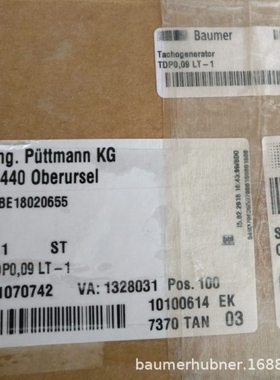 Baumer
Tachogenerator
TDP0,09 LT-1
ng. Püttmann KG
440 Oberursel
BE18020655
1 ST
DP0,09 LT-1
1070742 VA: 1328031 Pos. 100
10100614 EK
7370 TAN 03
baumerhubner.1688